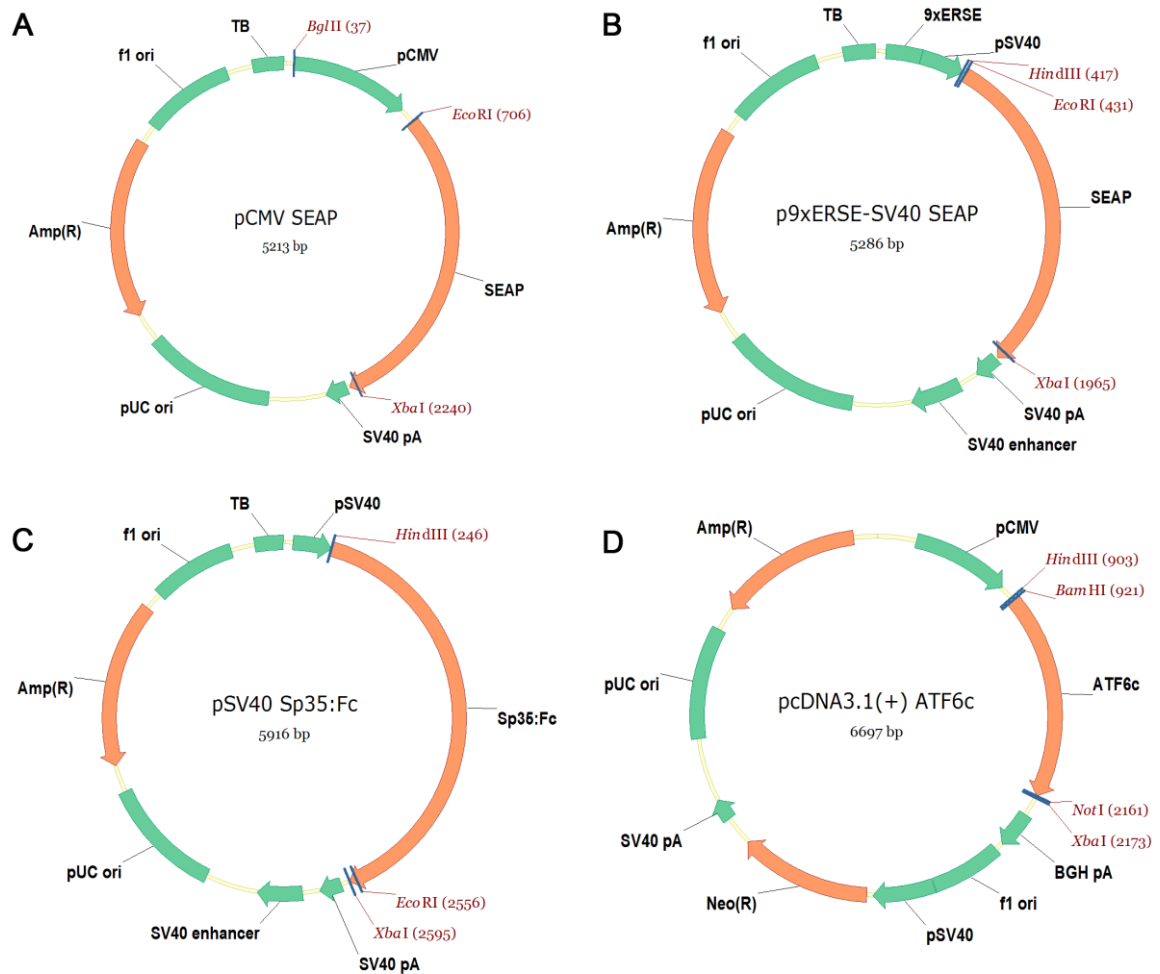 A
TB
BglII (37)
pCMV
f1 ori
EcoRI (706)
Amp(R)
pCMV SEAP
5213 bp
SEAP
pUC ori
XbaI (2240)
SV40 pA
B
TB
9xERSE
pSV40
f1 ori
HindIII (417)
EcoRI (431)
Amp(R)
p9xERSE-SV40 SEAP
5286 bp
SEAP
XbaI (1965)
pUC ori
SV40 pA
SV40 enhancer
C
TB
pSV40
f1 ori
HindIII (246)
Amp(R)
pSV40 Sp35:Fc
5916 bp
Sp35:Fc
pUC ori
EcoRI (2556)
SV40 enhancer
XbaI (2595)
SV40 pA
D
Amp(R)
pCMV
HindIII (903)
BamHI (921)
pUC ori
pcDNA3.1(+) ATF6c
6697 bp
ATF6c
SV40 pA
NotI (2161)
XbaI (2173)
BGH pA
Neo(R)
f1 ori
pSV40